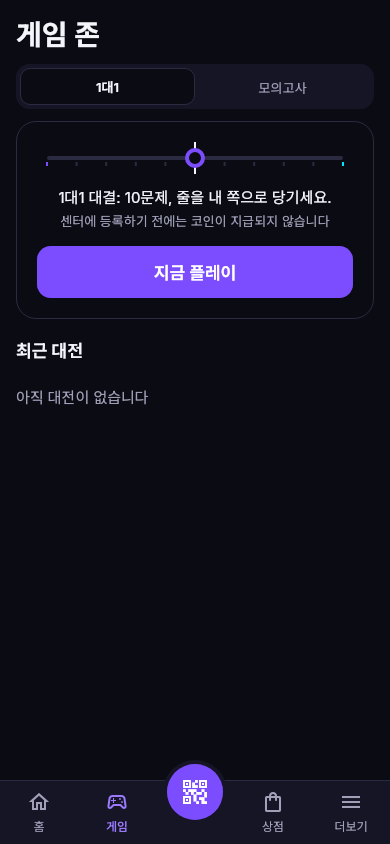 게임 존
1대1
모의고사
1대1 대결: 10문제, 줄을 내 쪽으로 당기세요.
센터에 등록하기 전에는 코인이 지급되지 않습니다
지금 플레이
최근 대전
아직 대전이 없습니다
홈
게임
상점
더보기